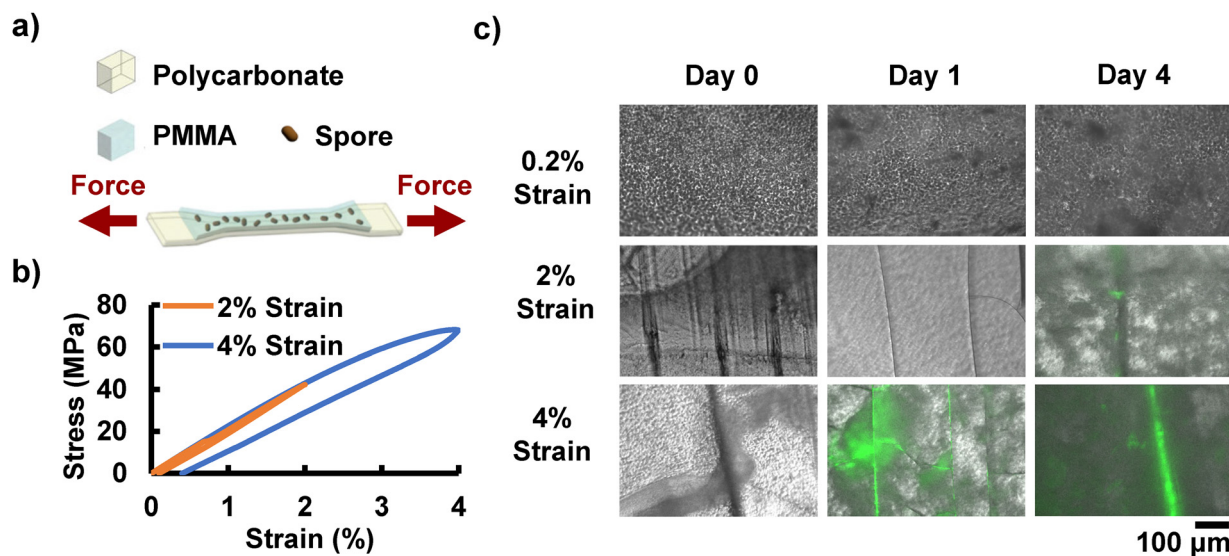 a)
Polycarbonate
PMMA
Spore
Force
Force
b)
80
60
40
20
0
Stress (MPa)
2% Strain
4% Strain
0
1
2
3
4
Strain (%)
c)
Day 0
Day 1
Day 4
0.2%
Strain
2%
Strain
4%
Strain
100 µm